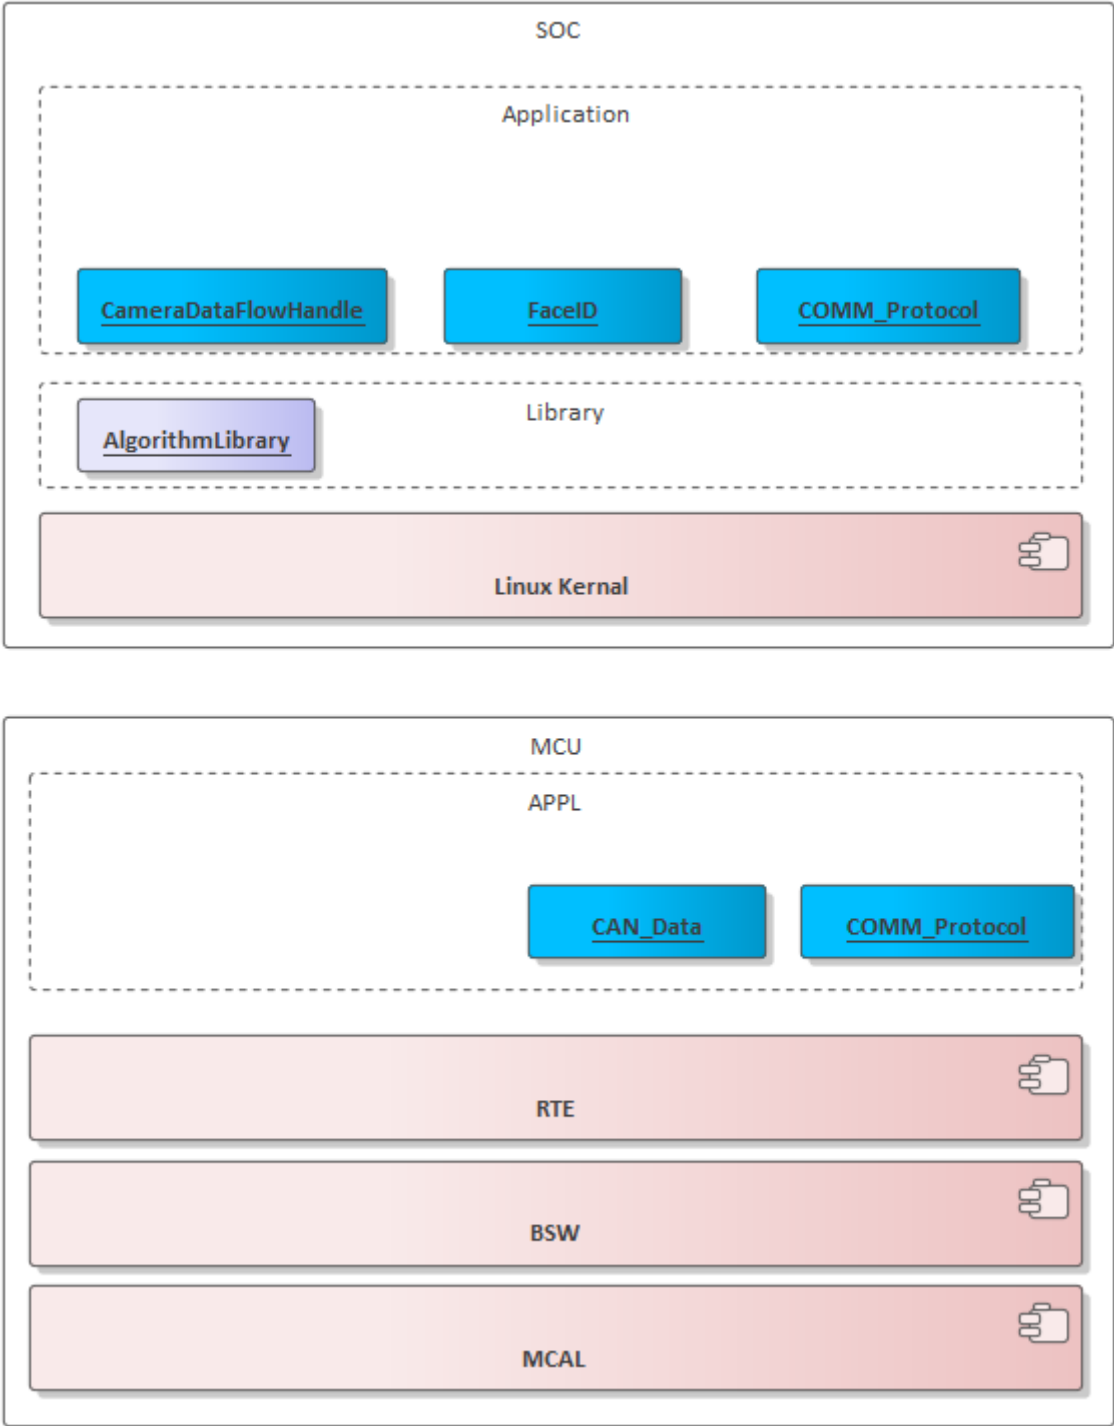 SOC
Application
CameraDataFlowHandle
FaceID
COMM_Protocol
Library
AlgorithmLibrary
Linux Kernal
MCU
APPL
CAN_Data
COMM_Protocol
RTE
BSW
MCAL